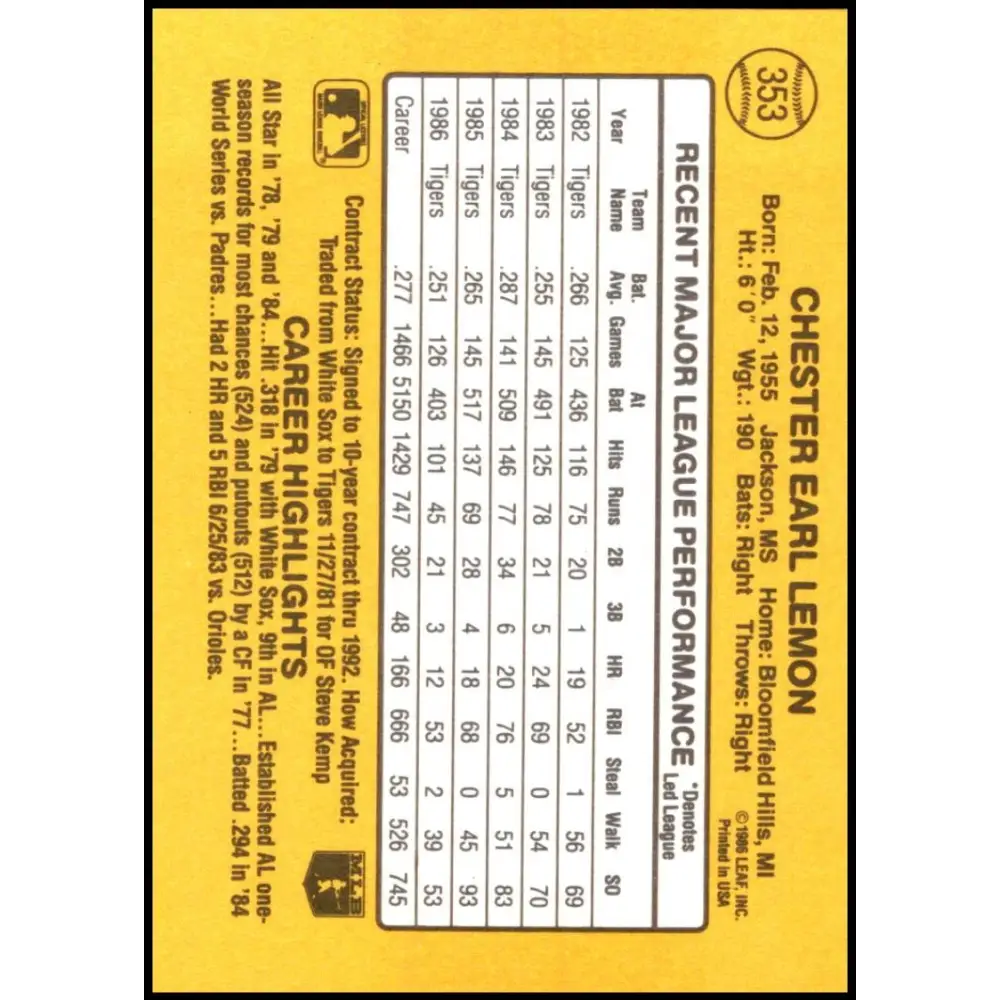 353
CHESTER EARL LEMON
Born: Feb. 12, 1955 Jackson, MS Home: Bloomfield Hills, MI
Ht.: 6'0" Wgt.: 190 Bats: Right Throws: Right
© 1986 LEAF, INC.
Printed in USA
RECENT MAJOR LEAGUE PERFORMANCE
*Denotes
Led League
Year Team Name Bat. Avg. Games At Bat Hits Runs 2B 3B HR RBI Steal Walk SO
1982 Tigers .266 125 436 116 75 20 1 19 52 1 56 69
1983 Tigers .255 145 491 125 78 21 5 24 69 0 54 70
1984 Tigers .287 141 509 146 77 34 6 20 76 5 51 83
1985 Tigers .265 145 517 137 69 28 4 18 68 0 45 93
1986 Tigers .251 126 403 101 45 21 3 12 53 2 39 53
Career .277 1466 5150 1429 747 302 48 166 666 53 526 745
Contract Status: Signed to 10-year contract thru 1992. How Acquired:
Traded from White Sox to Tigers 11/27/81 for OF Steve Kemp
MLB
CAREER HIGHLIGHTS
All Star in '78, '79 and '84...Hit .318 in '79 with White Sox, 9th in AL...Established AL one-
season records for most chances (524) and putouts (512) by a CF in '77...Batted .294 in '84
World Series vs. Padres...Had 2 HR and 5 RBI 6/25/83 vs. Orioles.